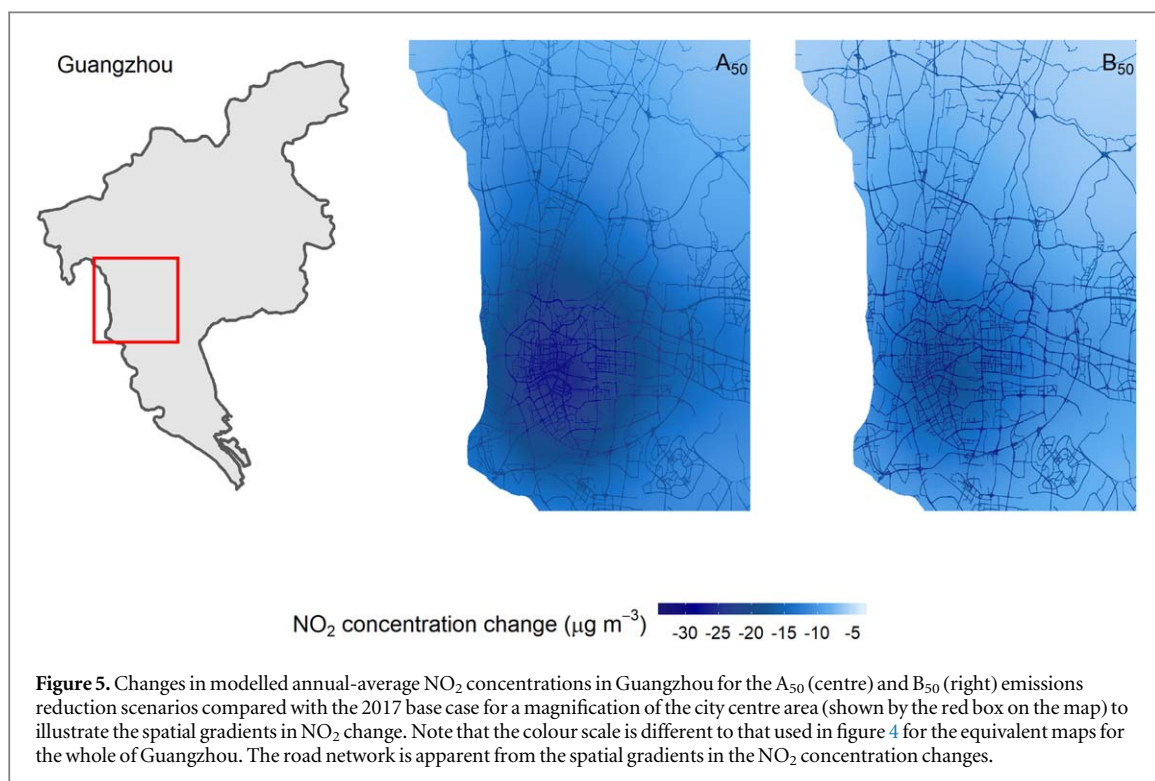 Guangzhou
A₅₀
B₅₀
NO₂ concentration change (μg m⁻³)
-30 -25 -20 -15 -10 -5
Figure 5. Changes in modelled annual-average NO₂ concentrations in Guangzhou for the A₅₀ (centre) and B₅₀ (right) emissions
reduction scenarios compared with the 2017 base case for a magnification of the city centre area (shown by the red box on the map) to
illustrate the spatial gradients in NO₂ change. Note that the colour scale is different to that used in figure 4 for the equivalent maps for
the whole of Guangzhou. The road network is apparent from the spatial gradients in the NO₂ concentration changes.